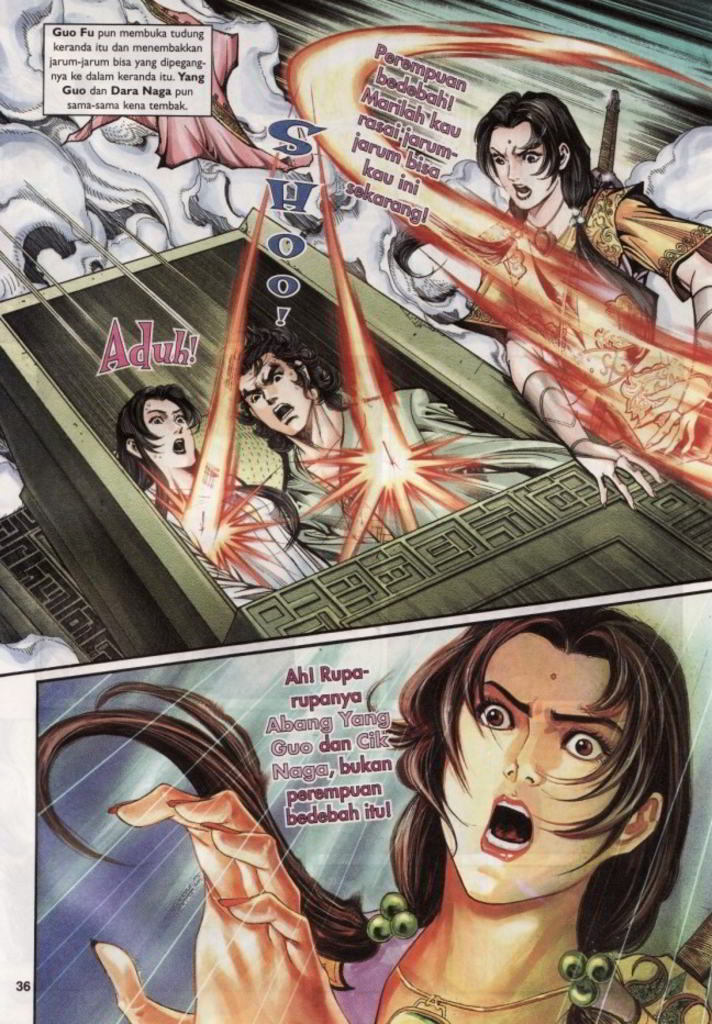 Guo Fu pun membuka tudung
keranda itu dan menembakkan
jarum-jarum bisa yang dipegang-
nya ke dalam keranda itu. Yang
Guo dan Dara Naga pun
sama-sama kena tembak.
Perempuan
bedebah!
Marilah kau
rasai jarum-
jarum bisa
kau ini
sekarang!
SHOO!
Aduh!
Ah! Rupa-
rupanya
Abang Yang
Guo dan Cik
Naga, bukan
perempuan
bedebah itu!
36